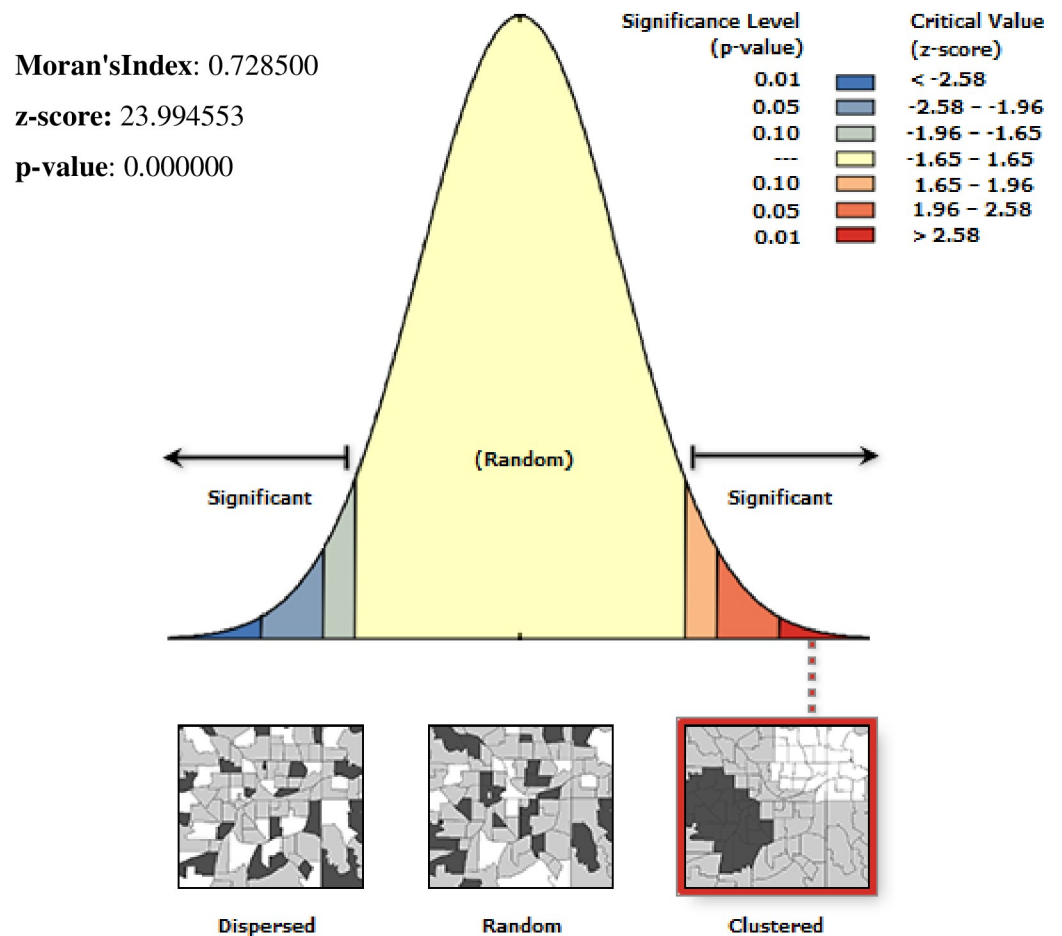 Moran'sIndex: 0.728500
z-score: 23.994553
p-value: 0.000000
Significance Level
(p-value)
Critical Value
(z-score)
0.01 < -2.58
0.05 -2.58 – -1.96
0.10 -1.96 – -1.65
--- -1.65 – 1.65
0.10 1.65 – 1.96
0.05 1.96 – 2.58
0.01 > 2.58
(Random)
Significant
Significant
Dispersed
Random
Clustered